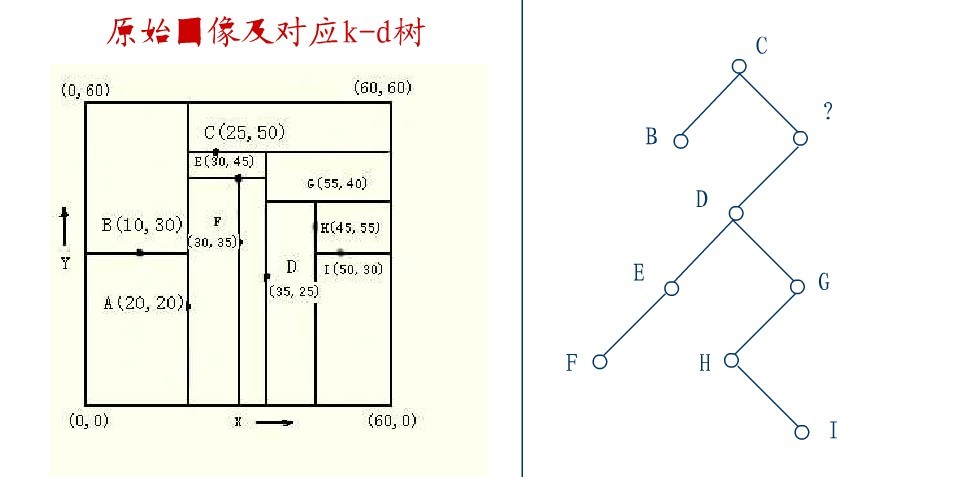 原始图像及对应k-d树
(0,60)
(60,60)
C(25,50)
E(30,45)
G(55,40)
B(10,30)
F
(30,35)
H(45,55)
Y
D
I(50,30)
(35,25)
A(20,20)
(0,0)
X
(60,0)
C
B
?
D
E
G
F
H
I